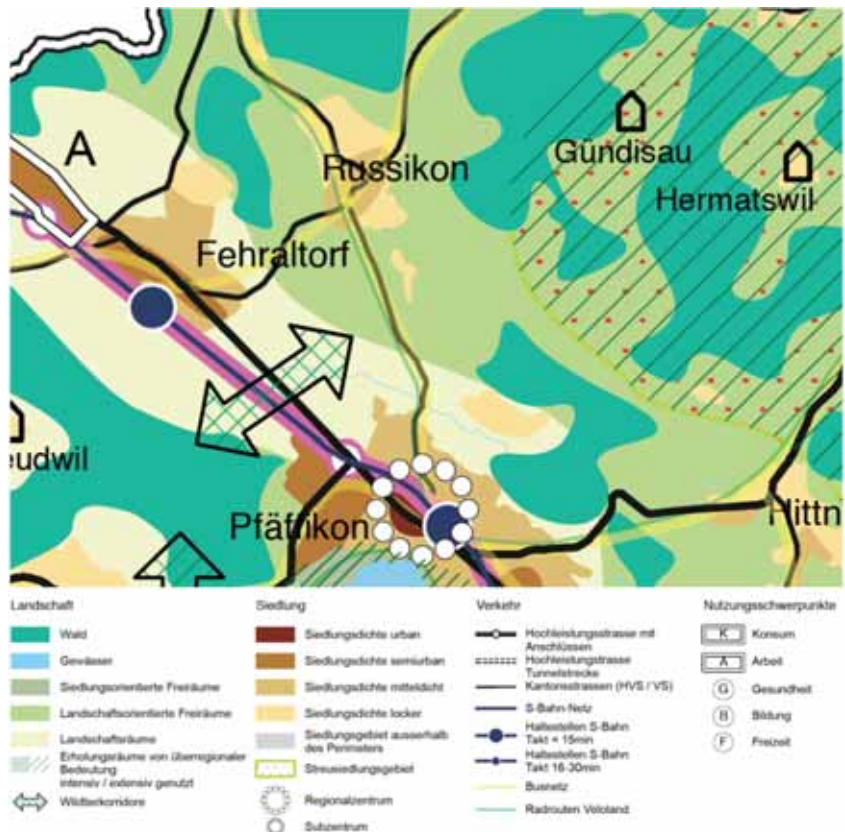 A
Russikon
Gündisau
Hermatswil
Fehraltorf
eudwil
Pfäffikon
Hittn
Landschaft
Wald
Gewässer
Siedlungsorientierte Freiräume
Landschaftsorientierte Freiräume
Landschaftsräume
Erholungsräume von überregionaler
Bedeutung
intensiv / extensiv genutzt
Wildtierkorridore
Siedlung
Siedlungsdichte urban
Siedlungsdichte semiurban
Siedlungsdichte mitteldicht
Siedlungsdichte locker
Siedlungsgebiet ausserhalb
des Perimeters
Streusiedlungsgebiet
Regionalzentrum
Subzentrum
Verkehr
Hochleistungsstrasse mit
Anschlüssen
Hochleistungstrasse
Tunnelstrecke
Kantonsstrassen (HVS / VS)
S-Bahn-Netz
Haltestellen S-Bahn
Takt < 15min
Haltestellen S-Bahn
Takt 16-30min
Busnetz
Radrouten Veloland
Nutzungsschwerpunkte
K Konsum
A Arbeit
G Gesundheit
B Bildung
F Freizeit